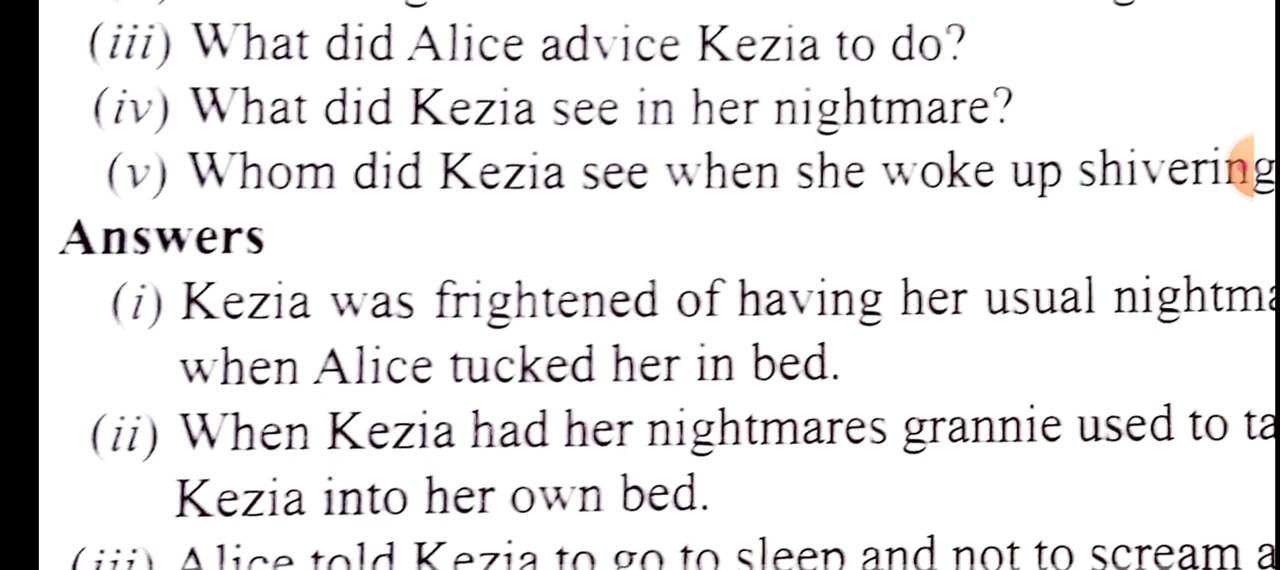 (iii) What did Alice advice Kezia to do?
(iv) What did Kezia see in her nightmare?
(v) Whom did Kezia see when she woke up shivering
Answers
(i) Kezia was frightened of having her usual
when Alice tucked her in bed.
(ii) When Kezia had her nightmares grannie used to
Kezia into her own bed.
(iii) Alice told Kezia to go to sleep and not to scream